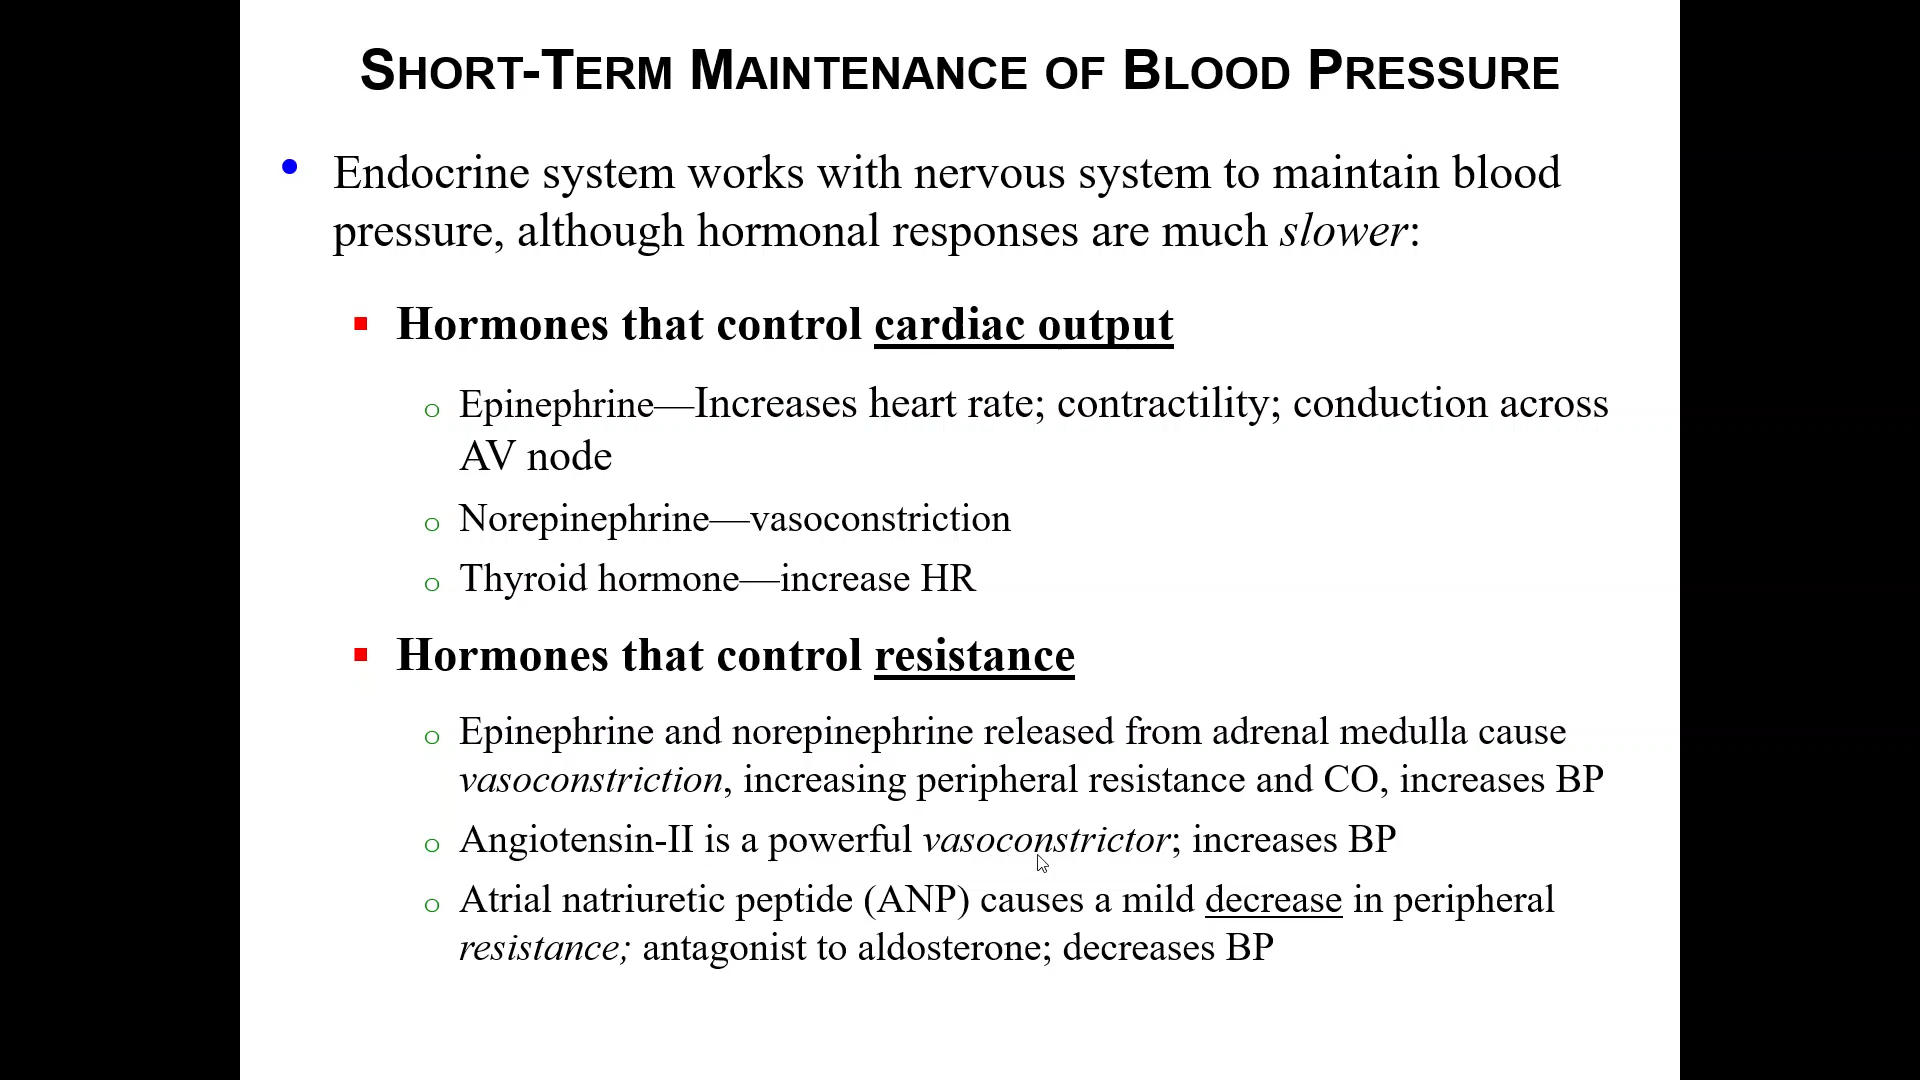 SHORT-TERM MAINTENANCE OF BLOOD PRESSURE
• Endocrine system works with nervous system to maintain blood
pressure, although hormonal responses are much slower:
▪ Hormones that control cardiac output
o Epinephrine—Increases heart rate; contractility; conduction across
AV node
o Norepinephrine—vasoconstriction
o Thyroid hormone—increase HR
▪ Hormones that control resistance
o Epinephrine and norepinephrine released from adrenal medulla cause
vasoconstriction, increasing peripheral resistance and CO, increases BP
o Angiotensin-II is a powerful vasoconstrictor; increases BP
o Atrial natriuretic peptide (ANP) causes a mild decrease in peripheral
resistance; antagonist to aldosterone; decreases BP